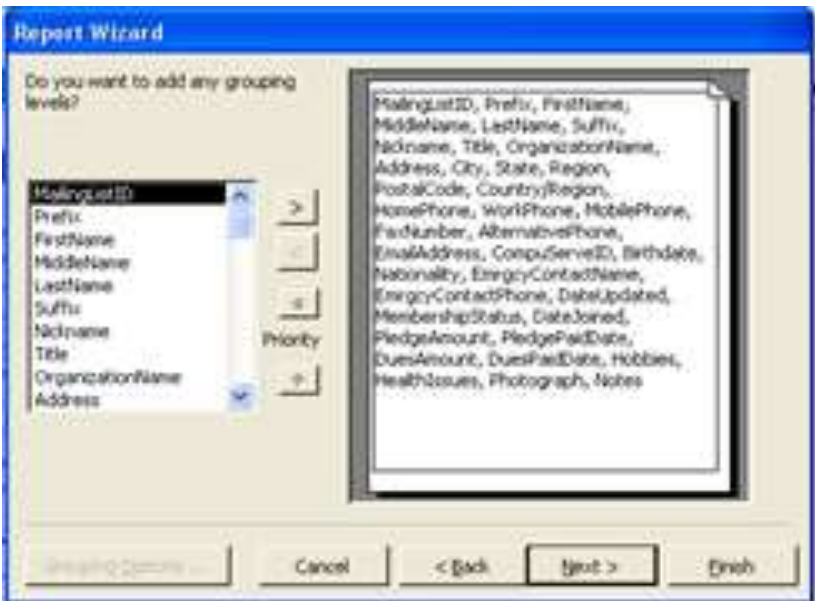 Report Wizard
Do you want to add any grouping
levels?
MailingListID
Prefix
FirstName
MiddleName
LastName
Suffix
Nickname
Title
OrganizationName
Address
>
<
Priority
MailingListID, Prefix, FirstName,
MiddleName, LastName, Suffix,
Nickname, Title, OrganizationName,
Address, City, State, Region,
PostalCode, Country/Region,
HomePhone, WorkPhone, MobilePhone,
FaxNumber, AlternativePhone,
EmailAddress, CompuServeID, Birthdate,
Nationality, EmrgcyContactName,
EmrgcyContactPhone, DateUpdated,
MembershipStatus, DateJoined,
PledgeAmount, PledgePaidDate,
DuesAmount, DuesPaidDate, Hobbies,
HealthIssues, Photograph, Notes
Grouping Options ...
Cancel
< Back
Next >
Finish